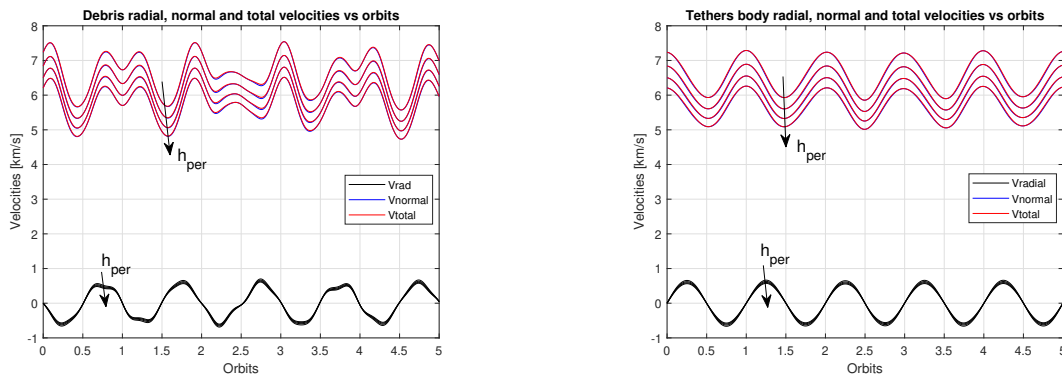 Debris radial, normal and total velocities vs orbits
8
7
6
5
4
3
2
1
0
-1
Velocities [km/s]
h_per
Vrad
Vnormal
Vtotal
h_per
0 0.5 1 1.5 2 2.5 3 3.5 4 4.5 5
Orbits
Tethers body radial, normal and total velocities vs orbits
8
7
6
5
4
3
2
1
0
-1
Velocities [km/s]
h_per
Vradial
Vnormal
Vtotal
h_per
0 0.5 1 1.5 2 2.5 3 3.5 4 4.5 5
Orbits